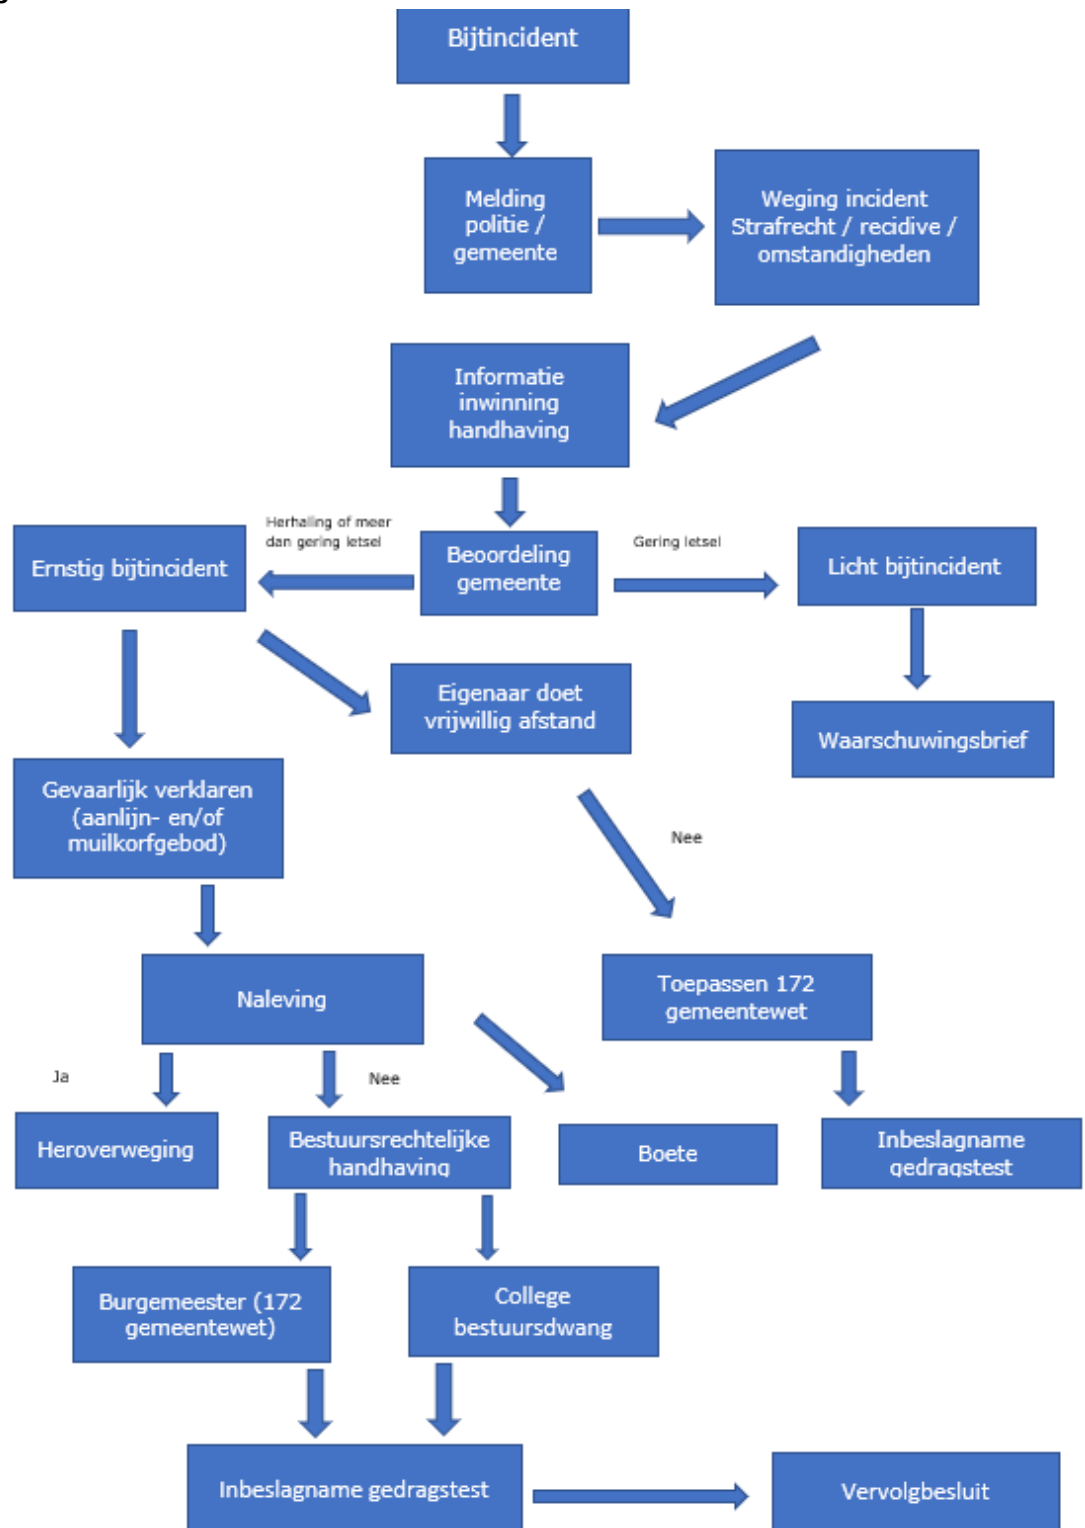 Bijtincident
Melding
politie /
gemeente
Weging incident
Strafrecht / recidive /
omstandigheden
Informatie
inwinning
handhaving
Herhaling of meer
dan gering letsel
Ernstig bijtincident
Beoordeling
gemeente
Gering letsel
Licht bijtincident
Eigenaar doet
vrijwillig afstand
Waarschuwingsbrief
Gevaarlijk verklaren
(aanlijn- en/of
muilkorfgebod)
Nee
Naleving
Toepassen 172
gemeentewet
Ja
Nee
Heroverweging
Bestuursrechtelijke
handhaving
Boete
Inbeslagname
gedragstest
Burgemeester (172
gemeentewet)
College
bestuursdwang
Inbeslagname gedragstest
Vervolgbesluit